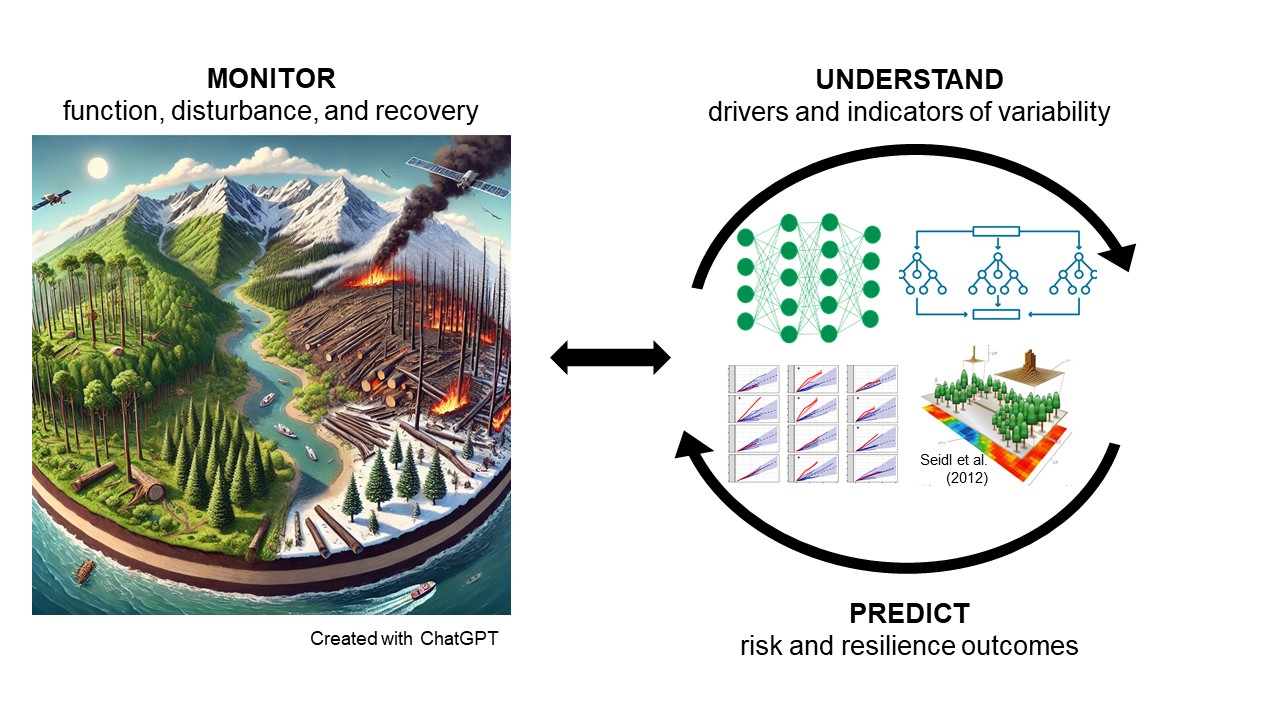 MONITOR
function, disturbance, and recovery
Created with ChatGPT
UNDERSTAND
drivers and indicators of variability
Seidl et al.
(2012)
PREDICT
risk and resilience outcomes